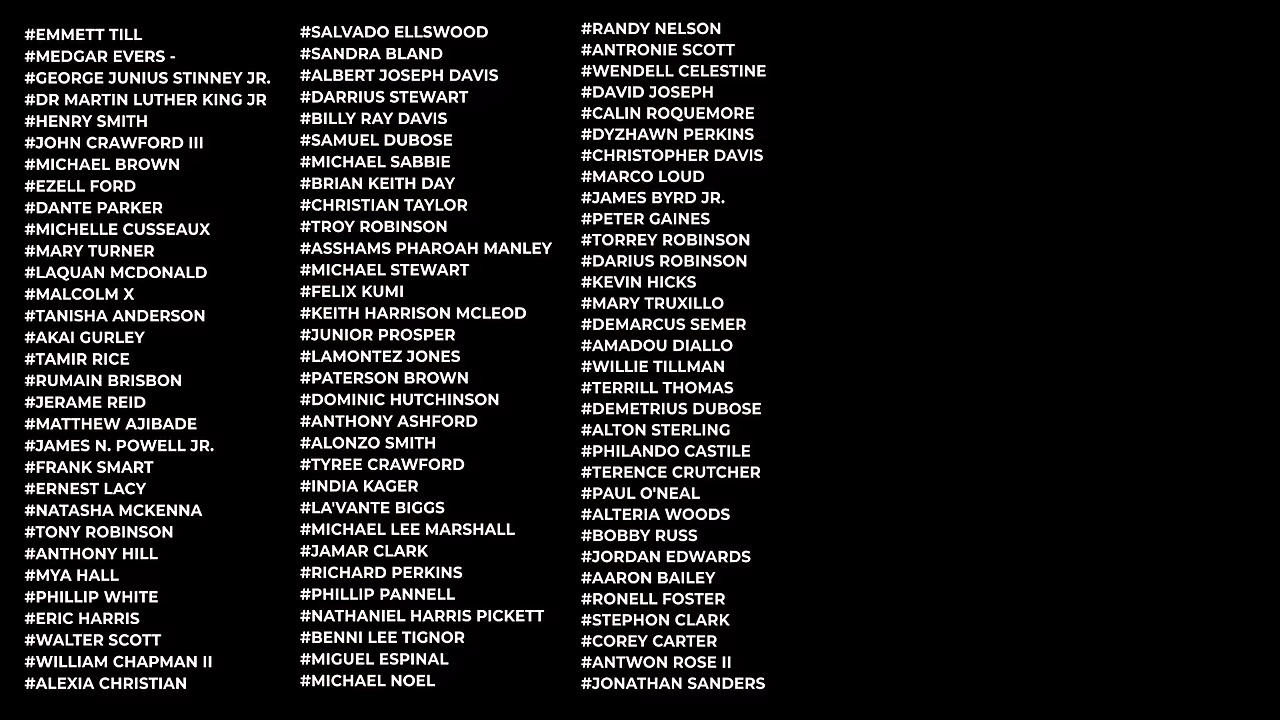 #EMMETT TILL
#MEDGAR EVERS -
#GEORGE JUNIUS STINNEY JR.
#DR MARTIN LUTHER KING JR
#HENRY SMITH
#JOHN CRAWFORD III
#MICHAEL BROWN
#EZELL FORD
#DANTE PARKER
#MICHELLE CUSSEAUX
#MARY TURNER
#LAQUAN MCDONALD
#MALCOLM X
#TANISHA ANDERSON
#AKAI GURLEY
#TAMIR RICE
#RUMAIN BRISBON
#JERAME REID
#MATTHEW AJIBADE
#JAMES N. POWELL JR.
#FRANK SMART
#ERNEST LACY
#NATASHA MCKENNA
#TONY ROBINSON
#ANTHONY HILL
#MYA HALL
#PHILLIP WHITE
#ERIC HARRIS
#WALTER SCOTT
#WILLIAM CHAPMAN II
#ALEXIA CHRISTIAN
#SALVADO ELLSWOOD
#SANDRA BLAND
#ALBERT JOSEPH DAVIS
#DARRIUS STEWART
#BILLY RAY DAVIS
#SAMUEL DUBOSE
#MICHAEL SABBIE
#BRIAN KEITH DAY
#CHRISTIAN TAYLOR
#TROY ROBINSON
#ASSHAMS PHAROAH MANLEY
#MICHAEL STEWART
#FELIX KUMI
#KEITH HARRISON MCLEOD
#JUNIOR PROSPER
#LAMONTEZ JONES
#PATERSON BROWN
#DOMINIC HUTCHINSON
#ANTHONY ASHFORD
#ALONZO SMITH
#TYREE CRAWFORD
#INDIA KAGER
#LA'VANTE BIGGS
#MICHAEL LEE MARSHALL
#JAMAR CLARK
#RICHARD PERKINS
#PHILLIP PANNELL
#NATHANIEL HARRIS PICKETT
#BENNI LEE TIGNOR
#MIGUEL ESPINAL
#MICHAEL NOEL
#RANDY NELSON
#ANTRONIE SCOTT
#WENDELL CELESTINE
#DAVID JOSEPH
#CALIN ROQUEMORE
#DYZHAWN PERKINS
#CHRISTOPHER DAVIS
#MARCO LOUD
#JAMES BYRD JR.
#PETER GAINES
#TORREY ROBINSON
#DARIUS ROBINSON
#KEVIN HICKS
#MARY TRUXILLO
#DEMARCUS SEMER
#AMADOU DIALLO
#WILLIE TILLMAN
#TERRILL THOMAS
#DEMETRIUS DUBOSE
#ALTON STERLING
#PHILANDO CASTILE
#TERENCE CRUTCHER
#PAUL O'NEAL
#ALTERIA WOODS
#BOBBY RUSS
#JORDAN EDWARDS
#AARON BAILEY
#RONELL FOSTER
#STEPHON CLARK
#COREY CARTER
#ANTWON ROSE II
#JONATHAN SANDERS